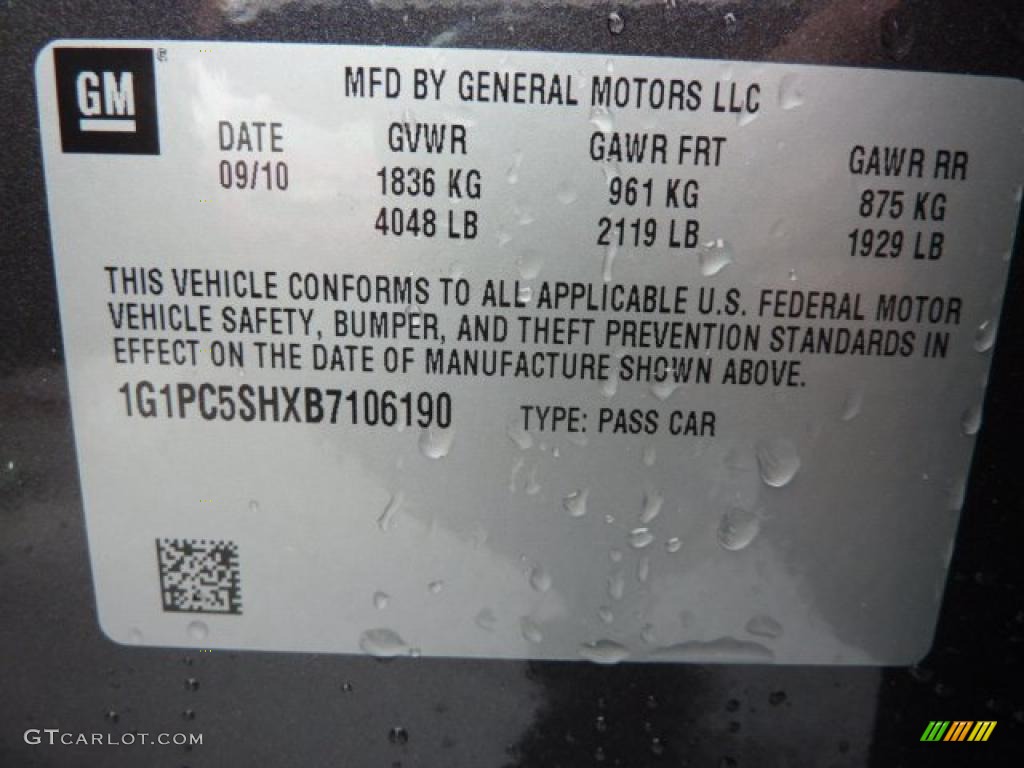 GM ®
MFD BY GENERAL MOTORS LLC
DATE GVWR GAWR FRT GAWR RR
09/10 1836 KG 961 KG 875 KG
4048 LB 2119 LB 1929 LB
THIS VEHICLE CONFORMS TO ALL APPLICABLE U.S. FEDERAL MOTOR
VEHICLE SAFETY, BUMPER, AND THEFT PREVENTION STANDARDS IN
EFFECT ON THE DATE OF MANUFACTURE SHOWN ABOVE.
1G1PC5SHXB7106190 TYPE: PASS CAR
GTCARLOT.COM